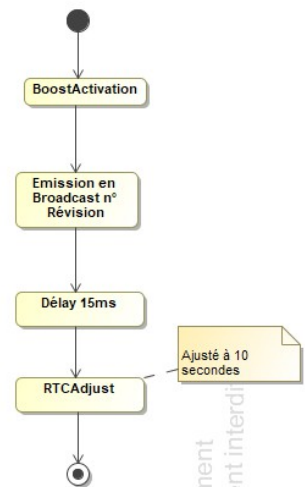 BoostActivation
Emission en
Broadcast n°
Révision
Délay 15ms
Ajusté à 10
secondes
RTCAdjust